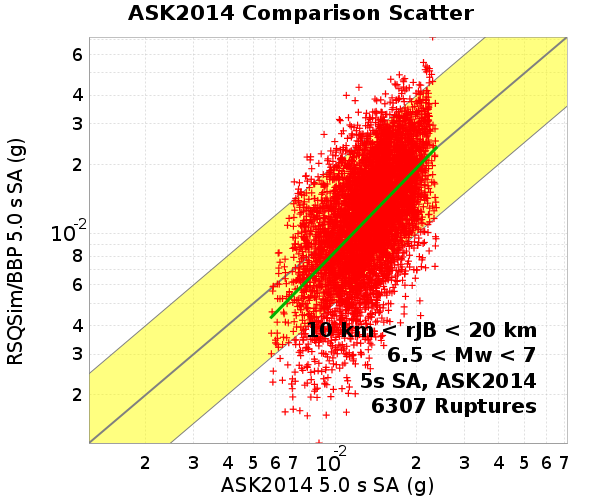 ASK2014 Comparison Scatter
RSQSim/BBP 5.0 s SA (g)
6
4
3
2
10-2
8
6
4
3
2
10 km < rJB < 20 km
6.5 < Mw < 7
5s SA, ASK2014
6307 Ruptures
2 3 4 5 6 7 10-2 2 3 4 5 6 7
ASK2014 5.0 s SA (g)